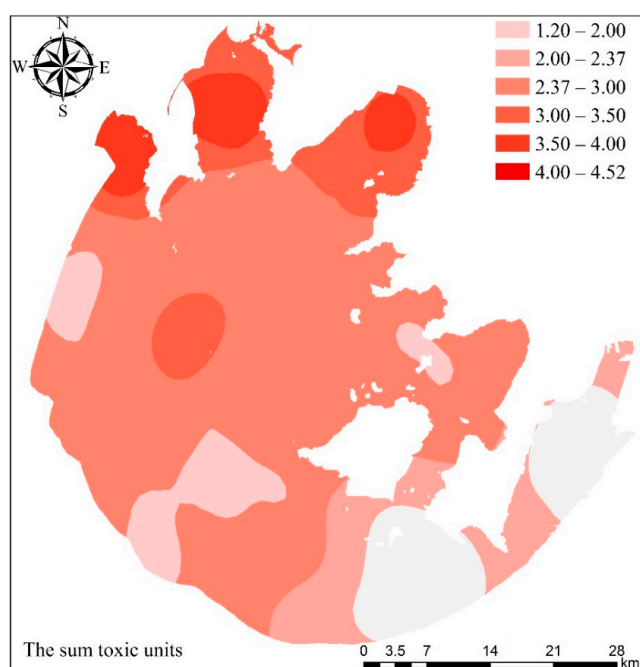 N
W E
S
1.20 – 2.00
2.00 – 2.37
2.37 – 3.00
3.00 – 3.50
3.50 – 4.00
4.00 – 4.52
The sum toxic units
0 3.5 7 14 21 28
km